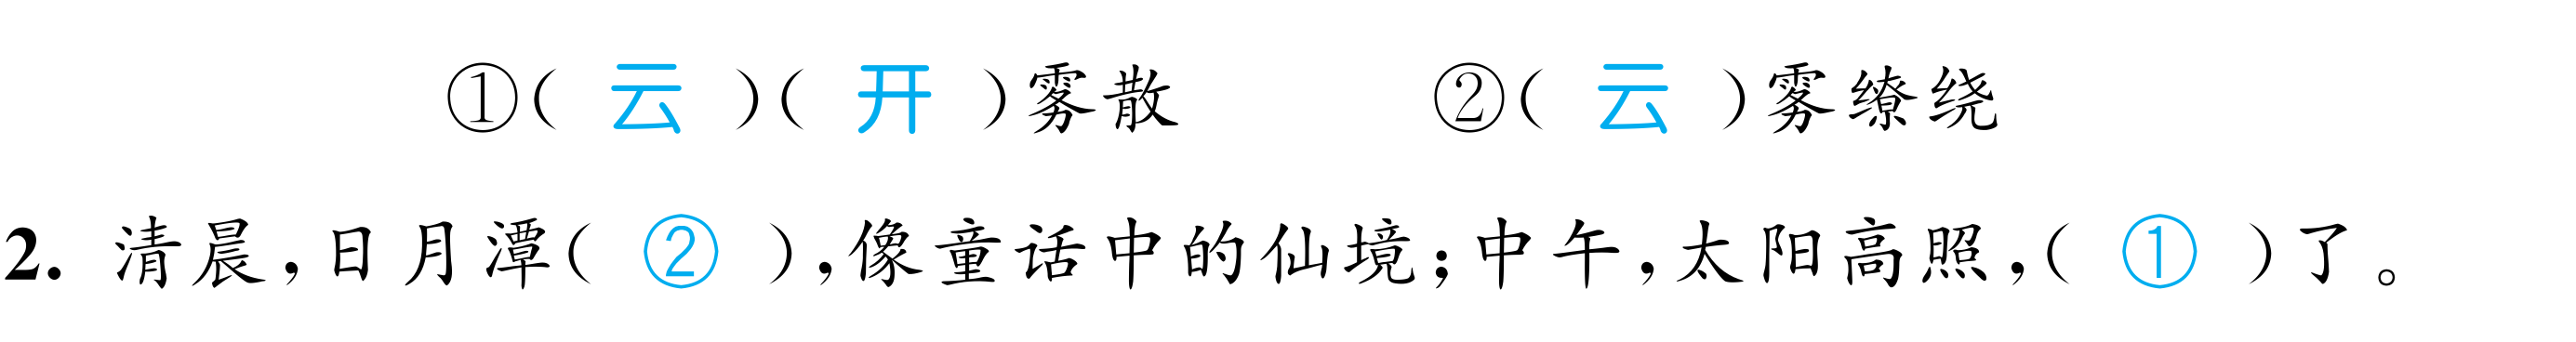 ①( 云 )( 开 )雾散 ②( 云 )雾缭绕
2. 清晨,日月潭( ② ),像童话中的仙境;中午,太阳高照,( ① )了。